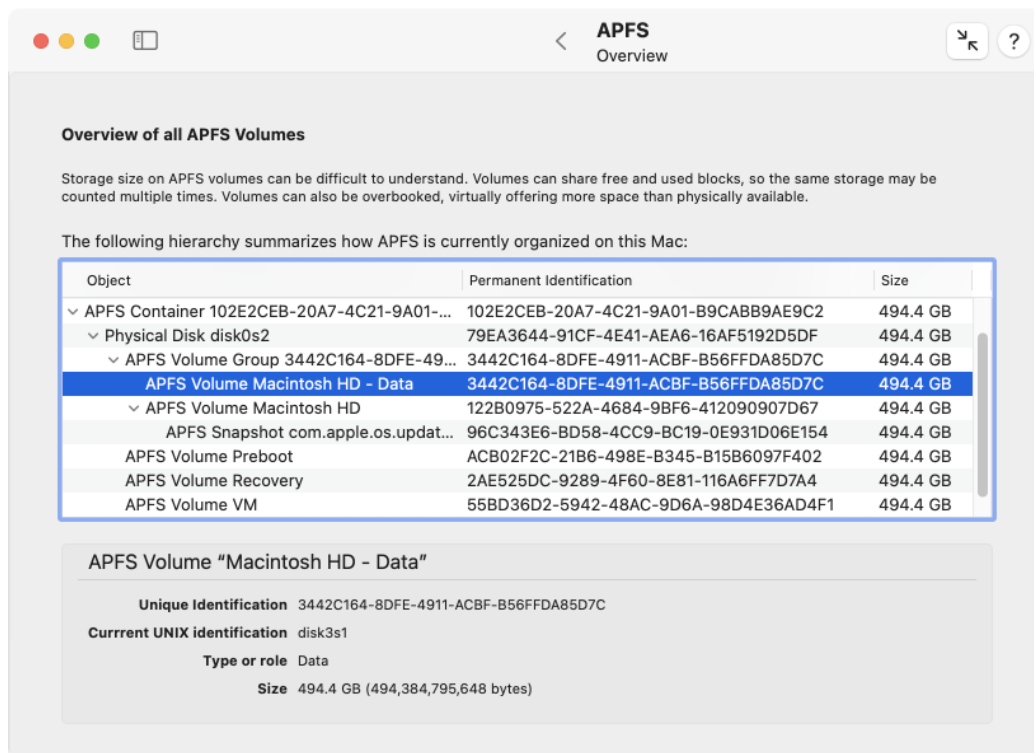 APFS
Overview
?
Overview of all APFS Volumes
Storage size on APFS volumes can be difficult to understand. Volumes can share free and used blocks, so the same storage may be
counted multiple times. Volumes can also be overbooked, virtually offering more space than physically available.
The following hierarchy summarizes how APFS is currently organized on this Mac:
Object Permanent Identification Size
APFS Container 102E2CEB-20A7-4C21-9A01-... 102E2CEB-20A7-4C21-9A01-B9CABB9AE9C2 494.4 GB
Physical Disk disk0s2 79EA3644-91CF-4E41-AEA6-16AF5192D5DF 494.4 GB
APFS Volume Group 3442C164-8DFE-49... 3442C164-8DFE-4911-ACBF-B56FFDA85D7C 494.4 GB
APFS Volume Macintosh HD - Data 3442C164-8DFE-4911-ACBF-B56FFDA85D7C 494.4 GB
APFS Volume Macintosh HD 122B0975-522A-4684-9BF6-412090907D67 494.4 GB
APFS Snapshot com.apple.os.updat... 96C343E6-BD58-4CC9-BC19-0E931D06E154 494.4 GB
APFS Volume Preboot ACB02F2C-21B6-498E-B345-B15B6097F402 494.4 GB
APFS Volume Recovery 2AE525DC-9289-4F60-8E81-116A6FF7D7A4 494.4 GB
APFS Volume VM 55BD36D2-5942-48AC-9D6A-98D4E36AD4F1 494.4 GB
APFS Volume “Macintosh HD - Data”
Unique Identification 3442C164-8DFE-4911-ACBF-B56FFDA85D7C
Currrent UNIX identification disk3s1
Type or role Data
Size 494.4 GB (494,384,795,648 bytes)